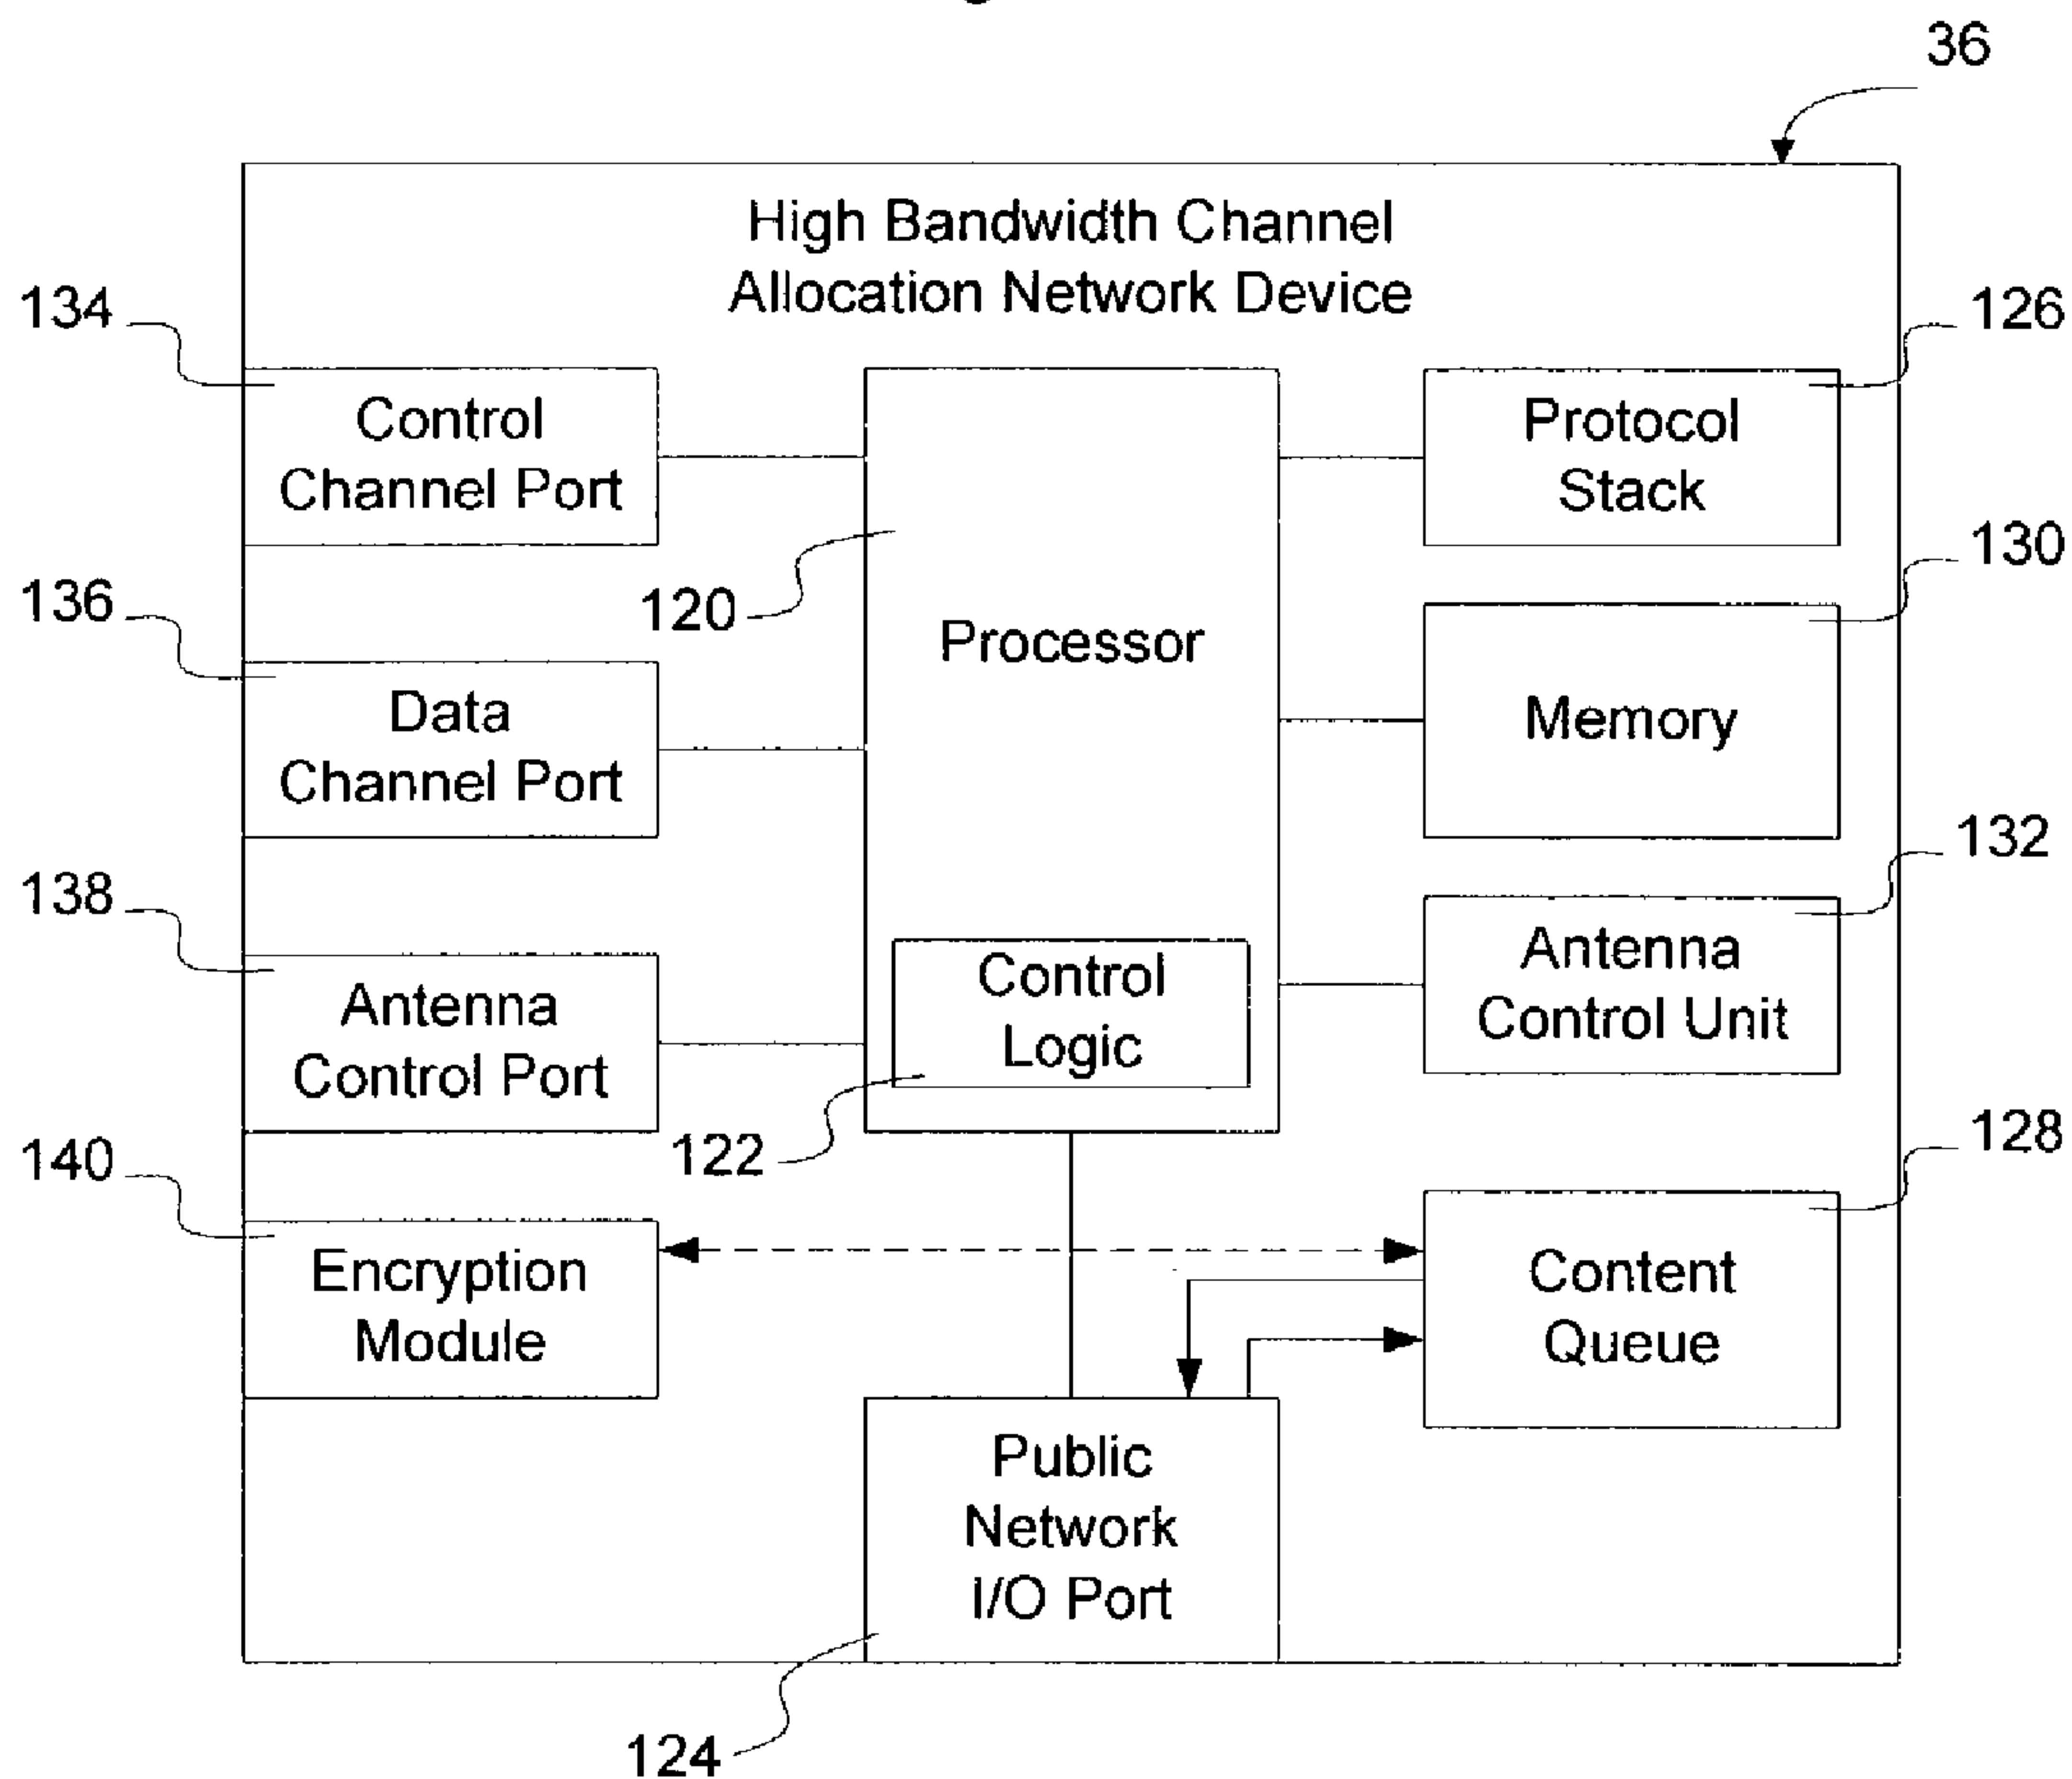 36
High Bandwidth Channel
Allocation Network Device
134
126
Control
Channel Port
Protocol
Stack
130
136
120
Processor
Data
Channel Port
Memory
132
138
Antenna
Control Port
Control
Logic
Antenna
Control Unit
128
140
122
Encryption
Module
Content
Queue
Public
Network
I/O Port
124